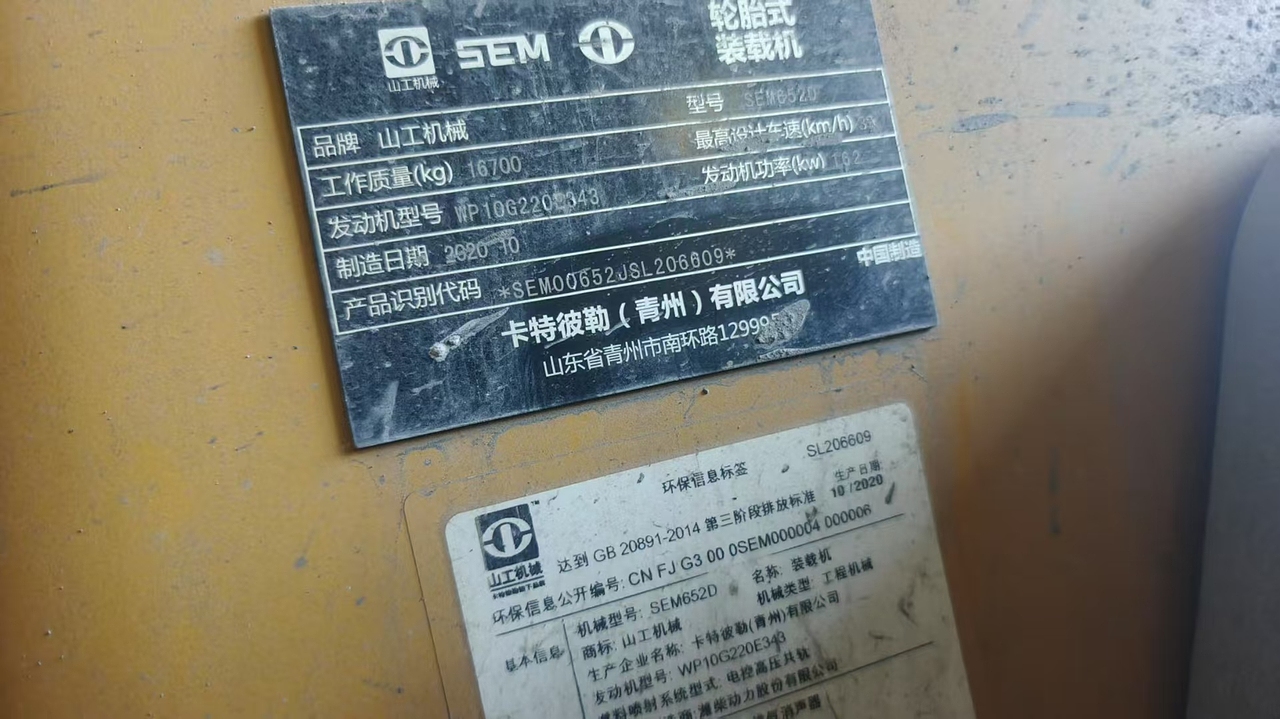 山工机械 SEM 轮胎式
装载机
品牌 山工机械 型号 SEM652D
工作质量(kg) 16700 最高设计车速(km/h)
发动机型号 WP10G220E343 发动机功率(kw) 162
制造日期 2020 10
产品识别代码 *SEM00652JSL206609* 中国制造
卡特彼勒(青州)有限公司
山东省青州市南环路12999
环保信息标签 SL206609
山工机械 达到 GB 20891-2014 第三阶段排放标准 生产日期 10/2020
环保信息公开编号: CN FJ G3 00 0SEM000004 000006
基本信息
机械型号: SEM652D 名称: 装载机
商标: 山工机械 机械类型: 工程机械
生产企业名称: 卡特彼勒(青州)有限公司
发动机型号: WP10G220E343
燃料喷射系统型式: 电控高压共轨
潍柴动力股份有限公司
消声器